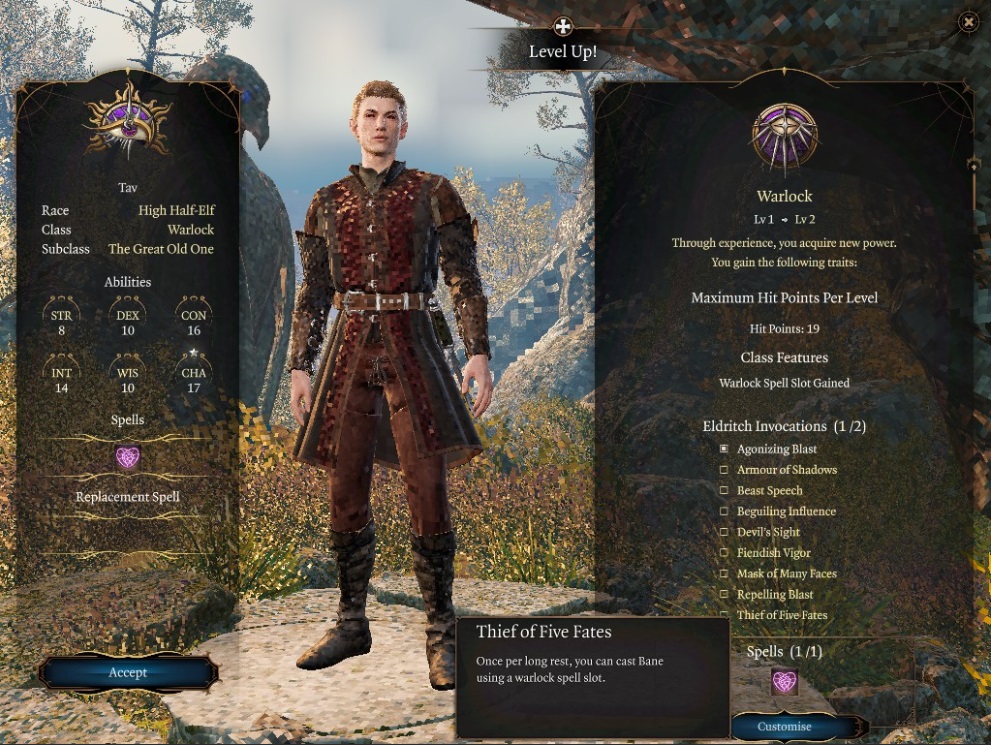 Level Up!
Tav
Race High Half-Elf
Class Warlock
Subclass The Great Old One
Abilities
STR DEX CON
8 10 16
INT WIS CHA
14 10 17
Spells
Replacement Spell
Accept
Warlock
Lv 1 → Lv 2
Through experience, you acquire new power.
You gain the following traits:
Maximum Hit Points Per Level
Hit Points: 19
Class Features
Warlock Spell Slot Gained
Eldritch Invocations (1/2)
Agonizing Blast
Armour of Shadows
Beast Speech
Beguiling Influence
Devil's Sight
Fiendish Vigor
Mask of Many Faces
Repelling Blast
Thief of Five Fates
Thief of Five Fates
Once per long rest, you can cast Bane
using a warlock spell slot.
Spells (1/1)
Customise